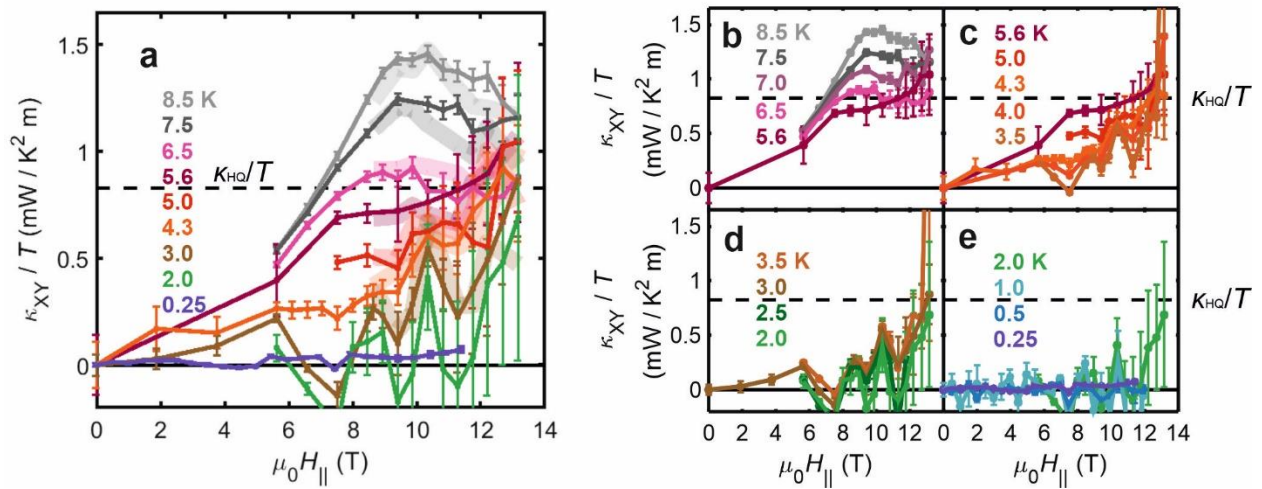 a
κXY / T (mW / K² m)
1.5
1
0.5
0
8.5 K
7.5
6.5
5.6
5.0
4.3
3.0
2.0
0.25
κHQ/T
0 2 4 6 8 10 12 14
μ0H|| (T)
b
κXY / T
(mW / K² m)
1.5
1
0.5
0
8.5 K
7.5
7.0
6.5
5.6
c
5.6 K
5.0
4.3
4.0
3.5
κHQ/T
d
κXY / T
(mW / K² m)
1.5
1
0.5
0
3.5 K
3.0
2.5
2.0
0 2 4 6 8 10 12
μ0H|| (T)
e
2.0 K
1.0
0.5
0.25
κHQ/T
0 2 4 6 8 10 12 14
μ0H|| (T)